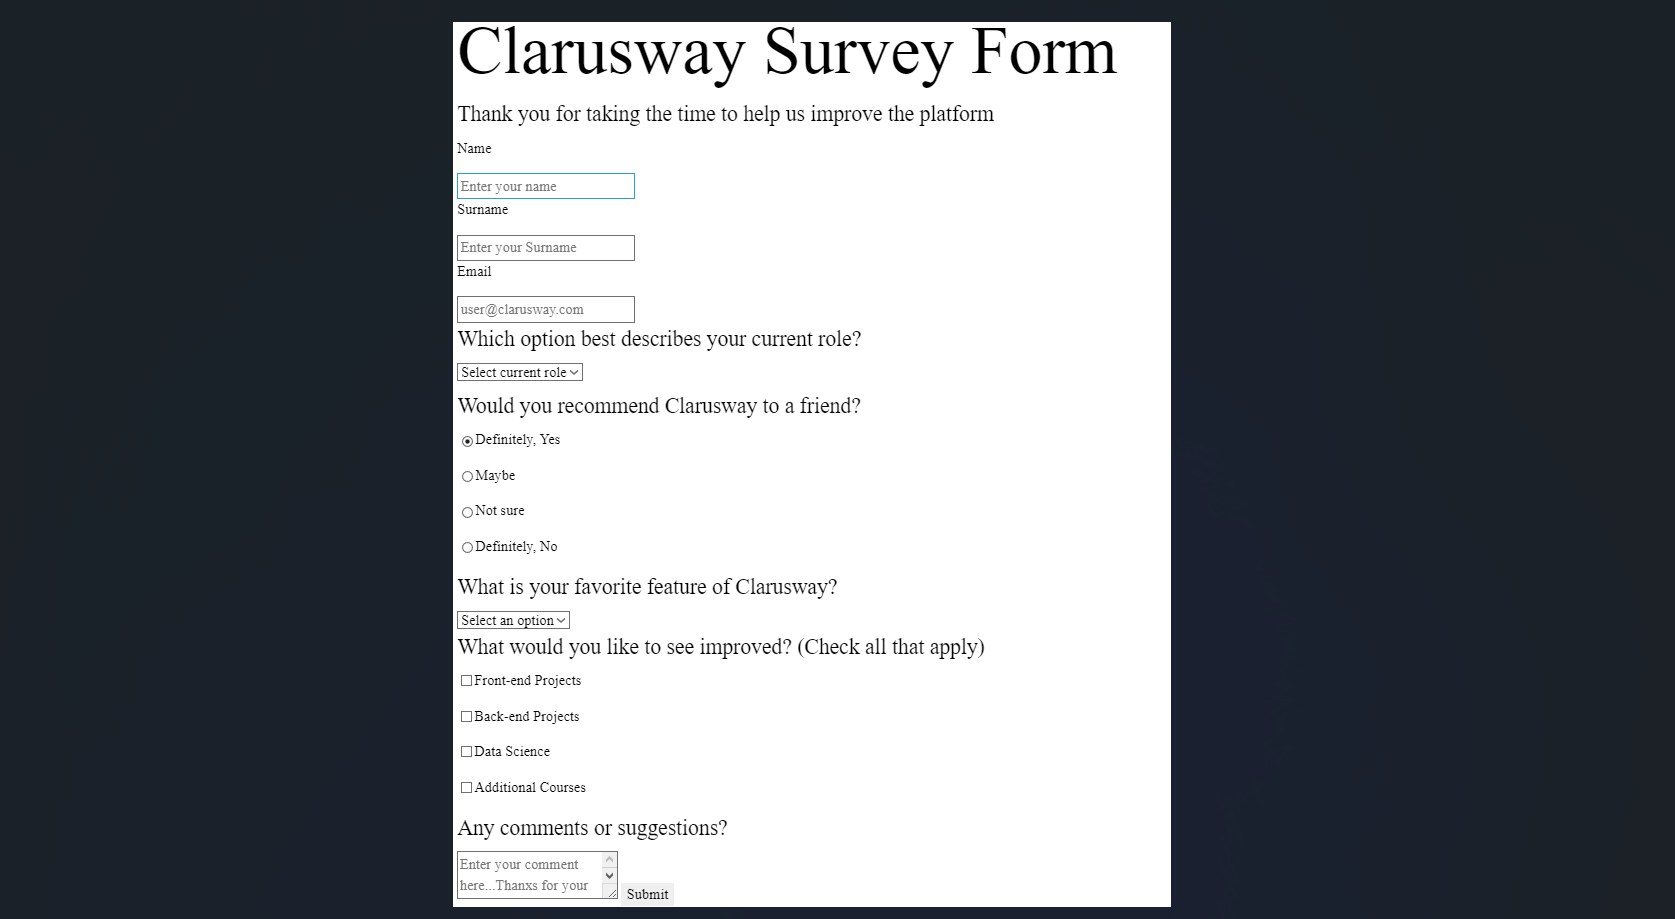 Clarusway Survey Form
Thank you for taking the time to help us improve the platform
Name
Enter your name
Surname
Enter your Surname
Email
user@clarusway.com
Which option best describes your current role?
Select current role
Would you recommend Clarusway to a friend?
Definitely, Yes
Maybe
Not sure
Definitely, No
What is your favorite feature of Clarusway?
Select an option
What would you like to see improved? (Check all that apply)
Front-end Projects
Back-end Projects
Data Science
Additional Courses
Any comments or suggestions?
Enter your comment
here...Thanxs for your
Submit